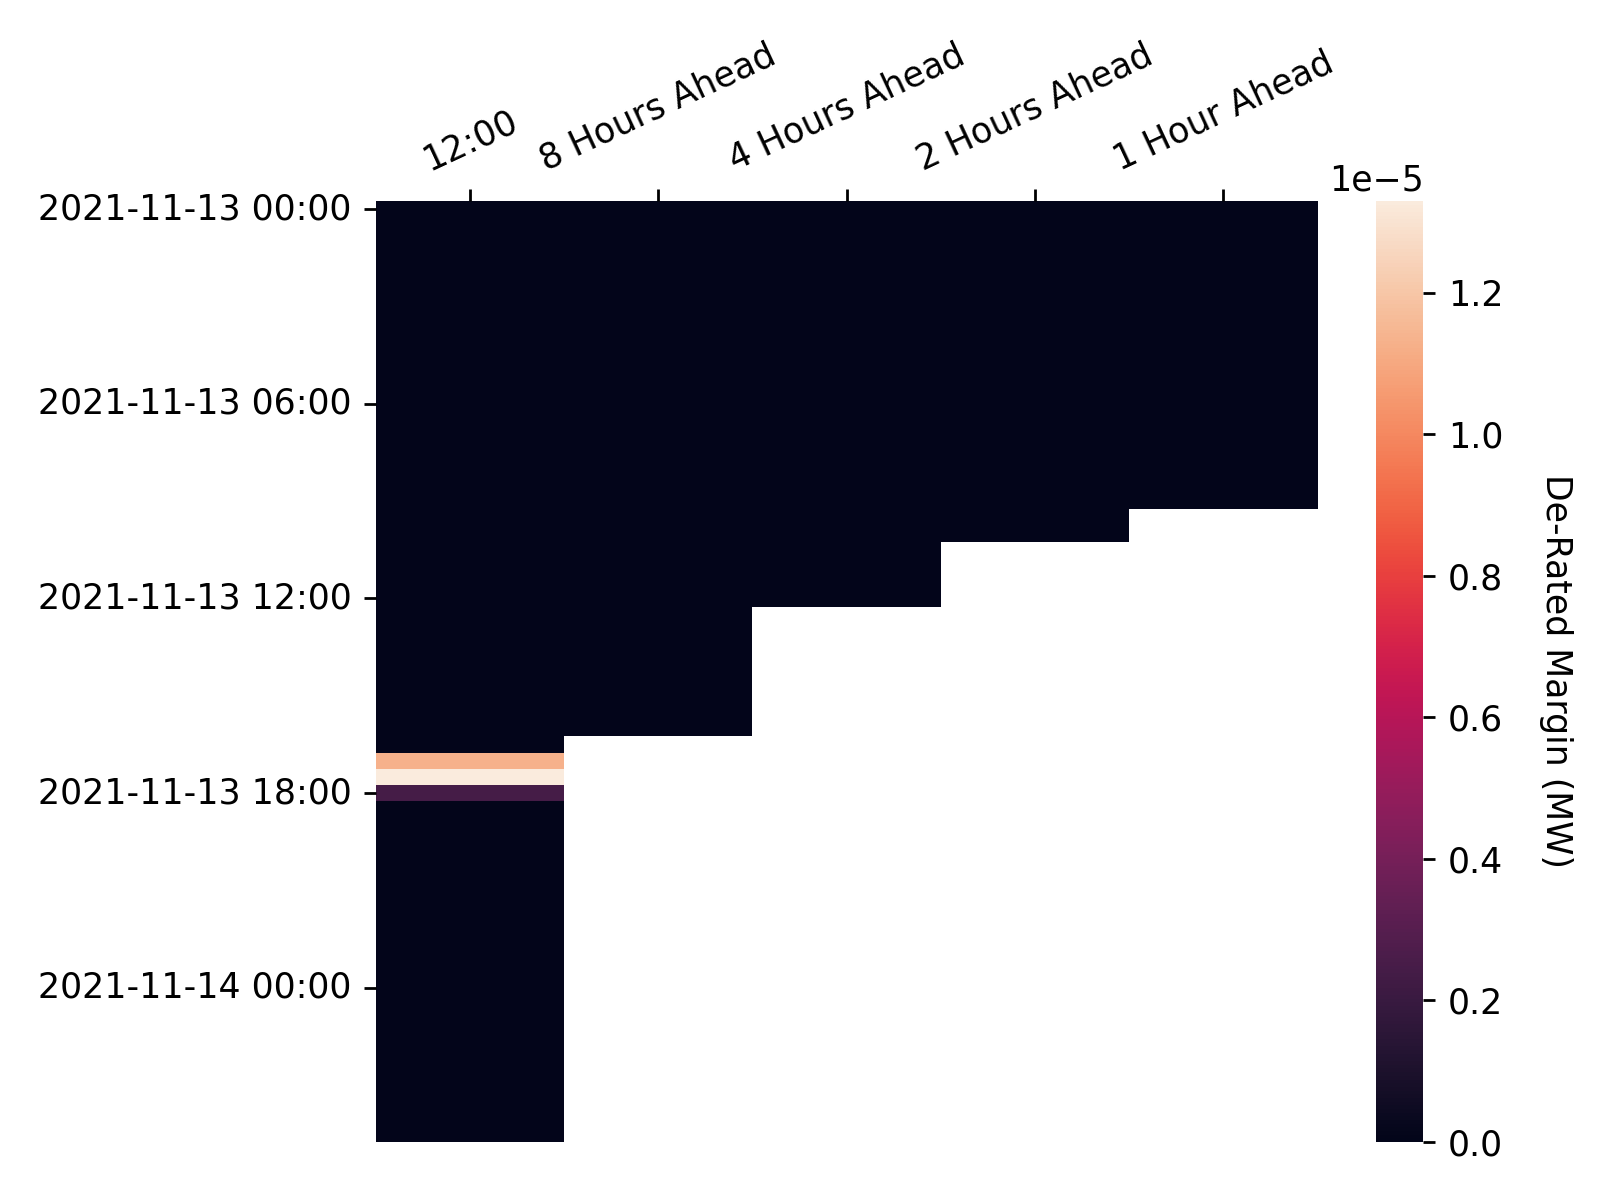 12:00
8 Hours Ahead
4 Hours Ahead
2 Hours Ahead
1 Hour Ahead
1e−5
2021-11-13 00:00
2021-11-13 06:00
2021-11-13 12:00
2021-11-13 18:00
2021-11-14 00:00
1.2
1.0
0.8
0.6
0.4
0.2
0.0
De-Rated Margin (MW)